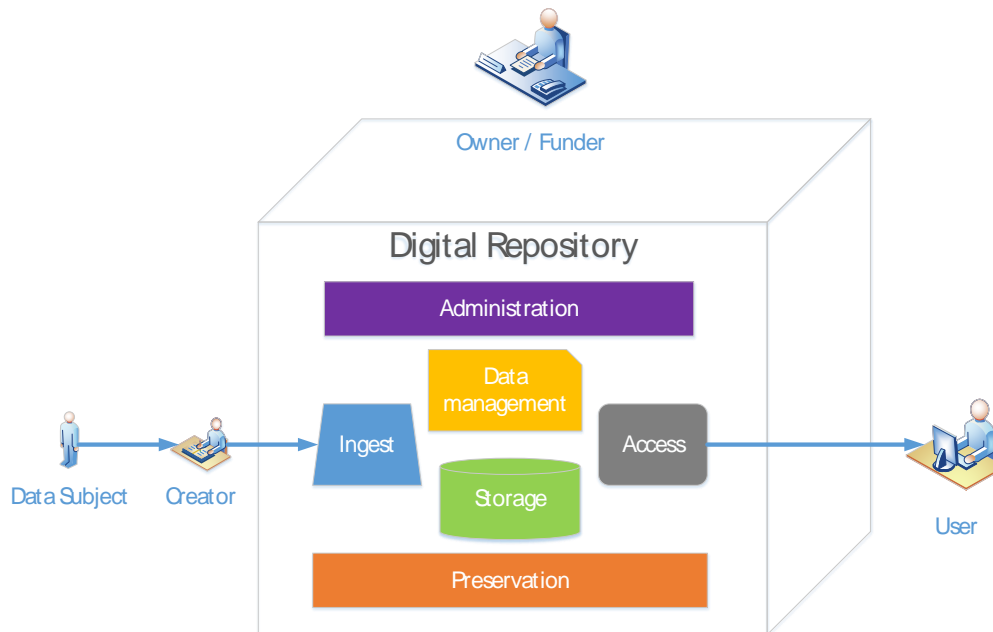 Owner / Funder
Digital Repository
Administration
Data
management
Ingest
Access
Storage
Data Subject
Creator
User
Preservation